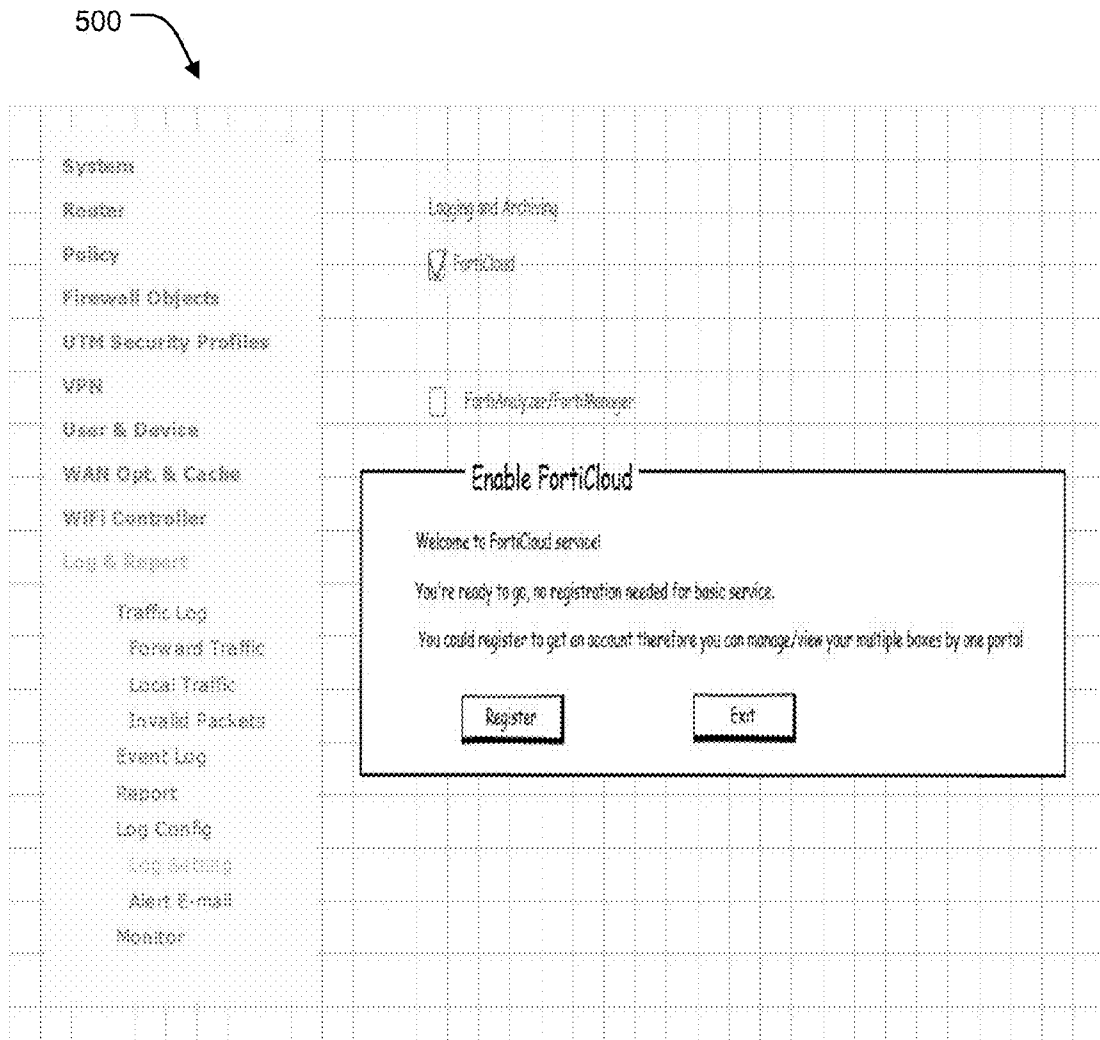 500
System
Router
Policy
Firewall Objects
UTM Security Profiles
VPN
User & Device
WAN Opt. & Cache
WiFi Controller
Log & Report
Traffic Log
Forward Traffic
Local Traffic
Invalid Packets
Event Log
Report
Log Config
Log Setting
Alert E-mail
Monitor
Logging and Archiving
FortiCloud
FortiAnalyzer/FortiManager
Enable FortiCloud
Welcome to FortiCloud service!
You're ready to go, no registration needed for basic service.
You could register to get an account therefore you can manage/view your multiple boxes by one portal
Register
Exit